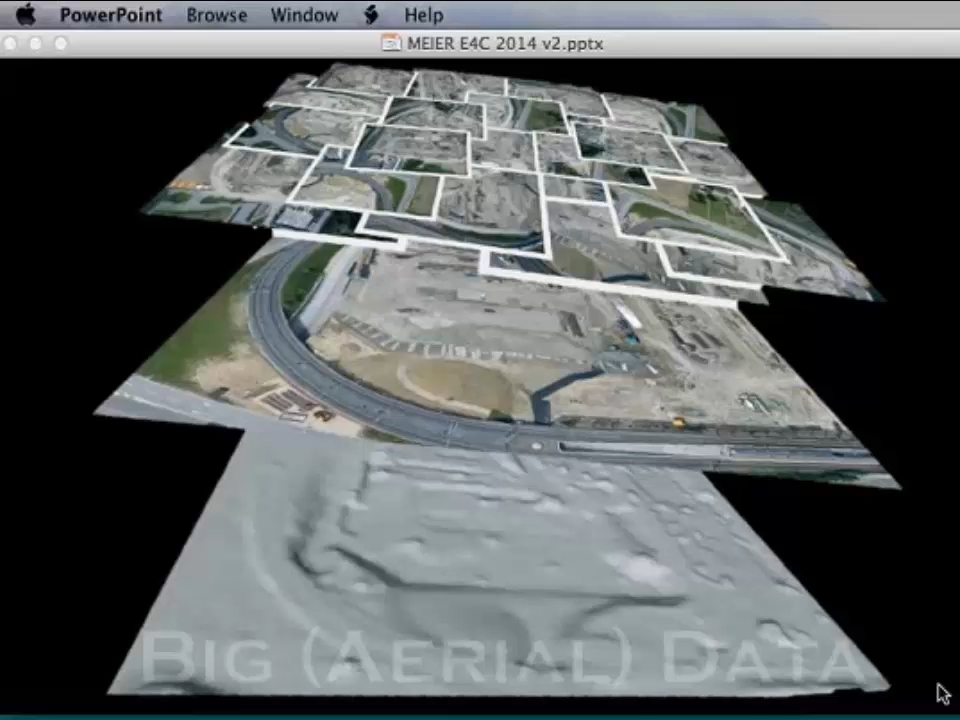 PowerPoint Browse Window Help
MEIER E4C 2014 v2.pptx
BIG (AERIAL) DATA